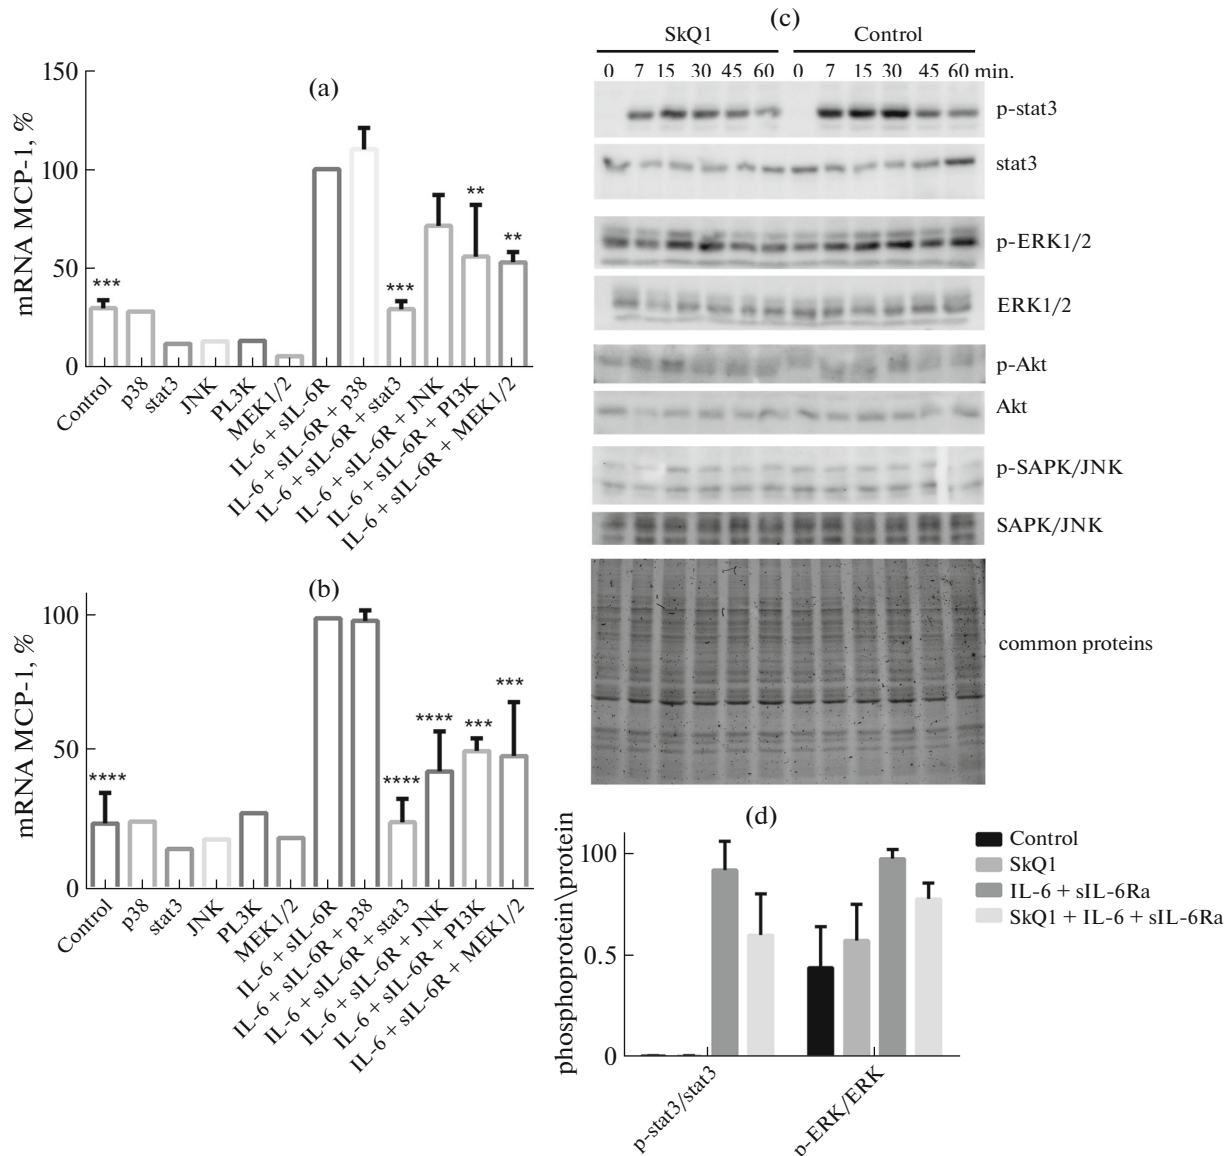 (a)
mRNA MCP-1, %
150
100
50
0
***
***
**
**
Control
p38
stat3
JNK
PL3K
MEK1/2
IL-6 + sIL-6R
IL-6 + sIL-6R + p38
IL-6 + sIL-6R + stat3
IL-6 + sIL-6R + JNK
IL-6 + sIL-6R + PI3K
IL-6 + sIL-6R + MEK1/2
(b)
mRNA MCP-1, %
100
50
0
****
****
****
***
***
Control
p38
stat3
JNK
PL3K
MEK1/2
IL-6 + sIL-6R
IL-6 + sIL-6R + p38
IL-6 + sIL-6R + stat3
IL-6 + sIL-6R + JNK
IL-6 + sIL-6R + PI3K
IL-6 + sIL-6R + MEK1/2
(c)
SkQ1 Control
0 7 15 30 45 60 0 7 15 30 45 60 min.
p-stat3
stat3
p-ERK1/2
ERK1/2
p-Akt
Akt
p-SAPK/JNK
SAPK/JNK
common proteins
(d)
phosphoprotein\protein
100
0.5
0
p-stat3/stat3
p-ERK/ERK
Control
SkQ1
IL-6 + sIL-6Ra
SkQ1 + IL-6 + sIL-6Ra